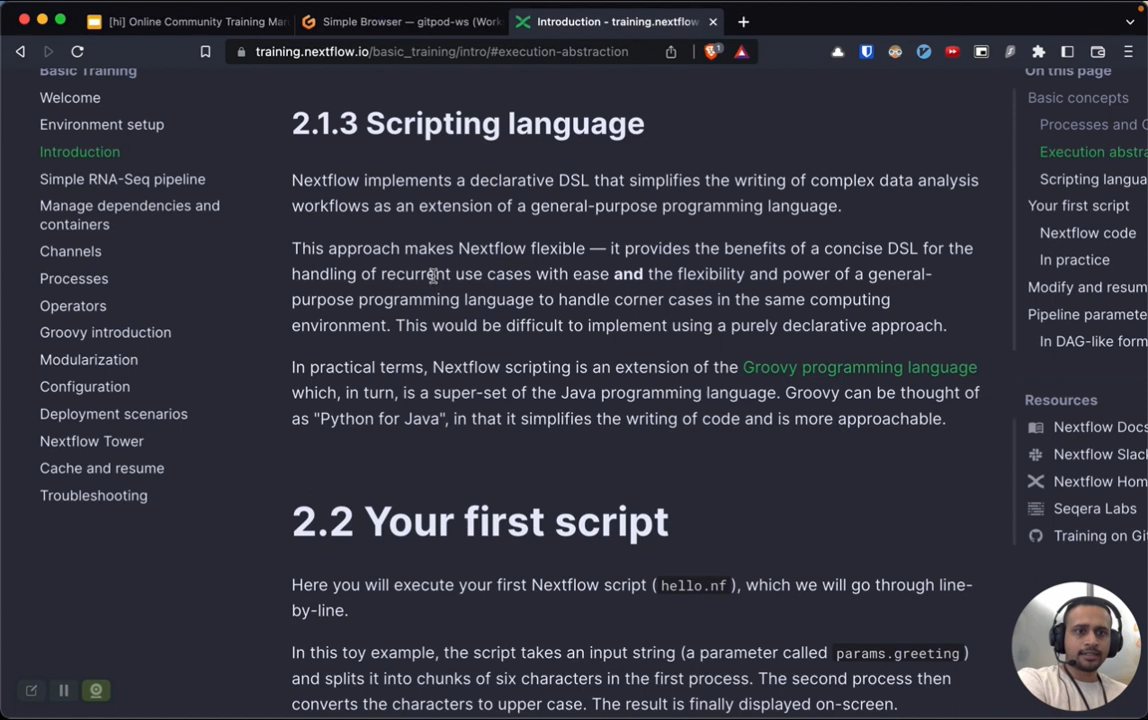 [hi] Online Community Training Mar
Simple Browser — gitpod-ws (Work
Introduction - training.nextflow
training.nextflow.io/basic_training/intro/#execution-abstraction
1
Basic Training
Welcome
Environment setup
Introduction
Simple RNA-Seq pipeline
Manage dependencies and
containers
Channels
Processes
Operators
Groovy introduction
Modularization
Configuration
Deployment scenarios
Nextflow Tower
Cache and resume
Troubleshooting
2.1.3 Scripting language
Nextflow implements a declarative DSL that simplifies the writing of complex data analysis
workflows as an extension of a general-purpose programming language.
This approach makes Nextflow flexible — it provides the benefits of a concise DSL for the
handling of recurrent use cases with ease and the flexibility and power of a general-
purpose programming language to handle corner cases in the same computing
environment. This would be difficult to implement using a purely declarative approach.
In practical terms, Nextflow scripting is an extension of the Groovy programming language
which, in turn, is a super-set of the Java programming language. Groovy can be thought of
as "Python for Java", in that it simplifies the writing of code and is more approachable.
2.2 Your first script
Here you will execute your first Nextflow script ( hello.nf ), which we will go through line-
by-line.
In this toy example, the script takes an input string (a parameter called params.greeting )
and splits it into chunks of six characters in the first process. The second process then
converts the characters to upper case. The result is finally displayed on-screen.
On this page
Basic concepts
Processes and C
Execution abstra
Scripting langua
Your first script
Nextflow code
In practice
Modify and resum
Pipeline paramete
In DAG-like form
Resources
Nextflow Docs
Nextflow Slac
Nextflow Hom
Seqera Labs
Training on Gi